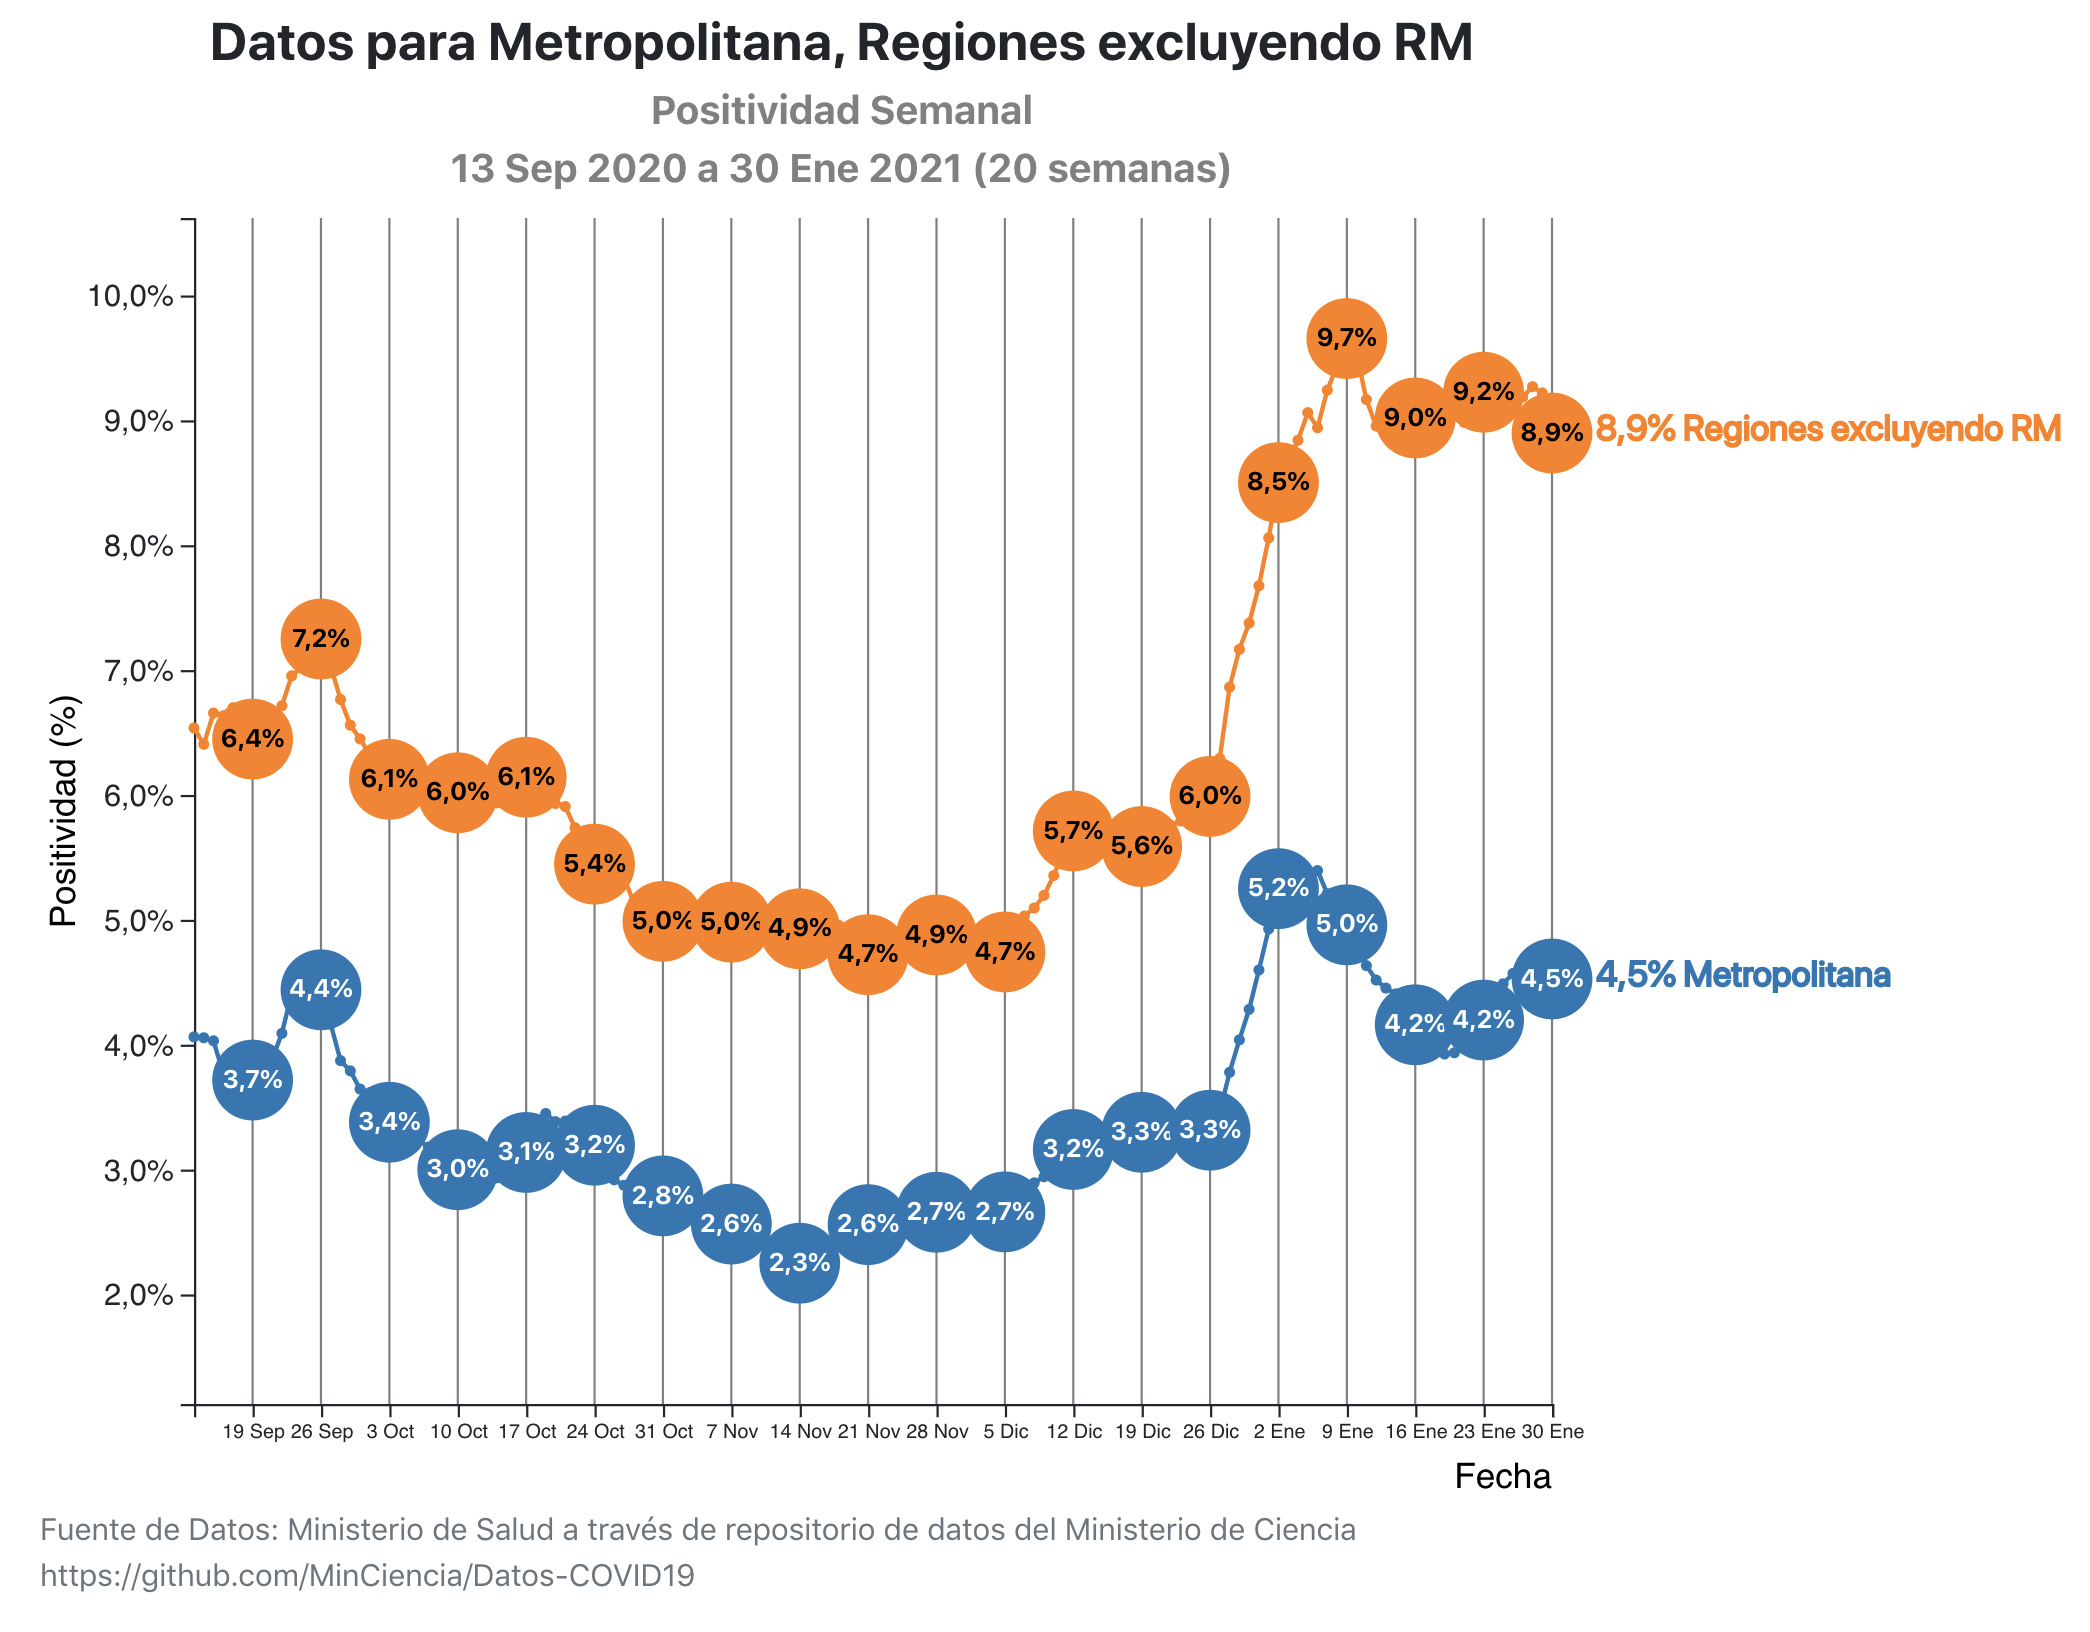 Datos para Metropolitana, Regiones excluyendo RM
Positividad Semanal
13 Sep 2020 a 30 Ene 2021 (20 semanas)
Positividad (%)
10,0%
9,0%
8,0%
7,0%
6,0%
5,0%
4,0%
3,0%
2,0%
6,4% 7,2% 6,1% 6,0% 6,1% 5,4% 5,0% 5,0% 4,9% 4,7% 4,9% 4,7% 5,7% 5,6% 6,0% 8,5% 9,7% 9,0% 9,2% 8,9%
8,9% Regiones excluyendo RM
3,7% 4,4% 3,4% 3,0% 3,1% 3,2% 2,8% 2,6% 2,3% 2,6% 2,7% 2,7% 3,2% 3,3% 3,3% 5,2% 5,0% 4,2% 4,2% 4,5%
4,5% Metropolitana
19 Sep 26 Sep 3 Oct 10 Oct 17 Oct 24 Oct 31 Oct 7 Nov 14 Nov 21 Nov 28 Nov 5 Dic 12 Dic 19 Dic 26 Dic 2 Ene 9 Ene 16 Ene 23 Ene 30 Ene
Fecha
Fuente de Datos: Ministerio de Salud a través de repositorio de datos del Ministerio de Ciencia
https://github.com/MinCiencia/Datos-COVID19